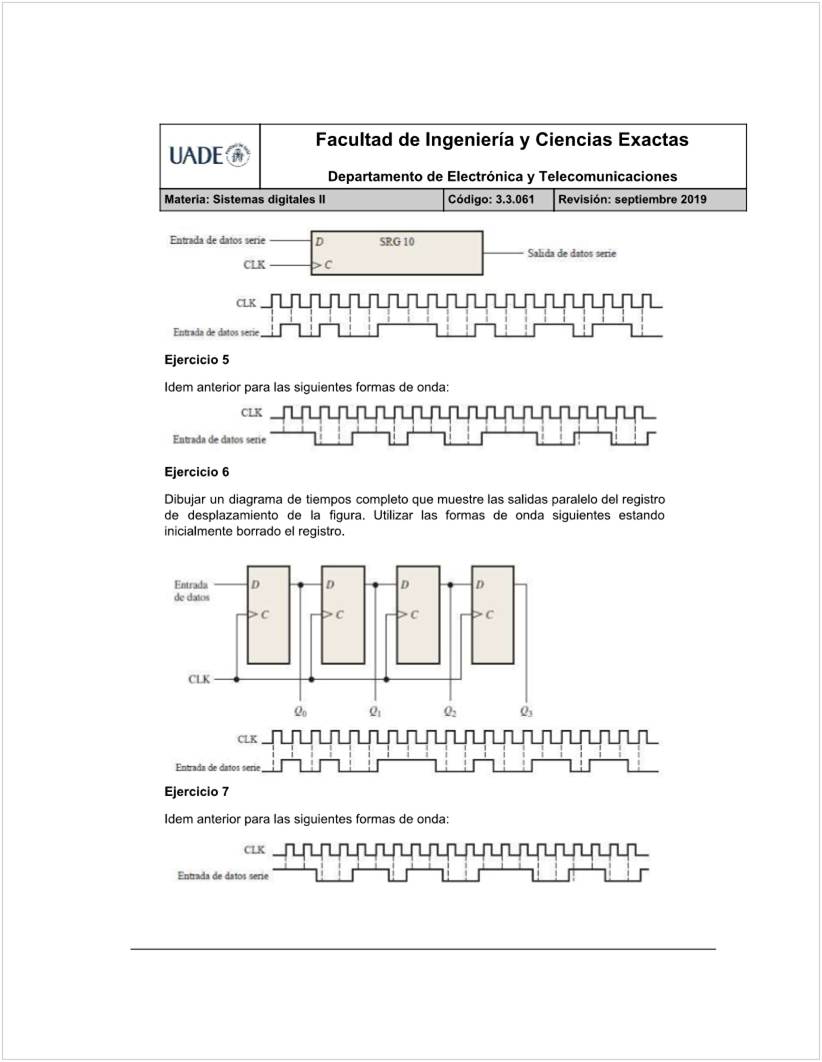 UADE
Facultad de Ingeniería y Ciencias Exactas
Departamento de Electrónica y Telecomunicaciones
Materia: Sistemas digitales II
Código: 3.3.061
Revisión: septiembre 2019
Entrada de datos serie
D
SRG 10
Salida de datos serie
CLK
C
CLK
Entrada de datos serie
Ejercicio 5
Idem anterior para las siguientes formas de onda:
CLK
Entrada de datos serie
Ejercicio 6
Dibujar un diagrama de tiempos completo que muestre las salidas paralelo del registro
de desplazamiento de la figura. Utilizar las formas de onda siguientes estando
inicialmente borrado el registro.
Entrada
de datos
D
D
D
D
C
C
C
C
CLK
Q0
Q1
Q2
Q3
CLK
Entrada de datos serie
Ejercicio 7
Idem anterior para las siguientes formas de onda:
CLK
Entrada de datos serie